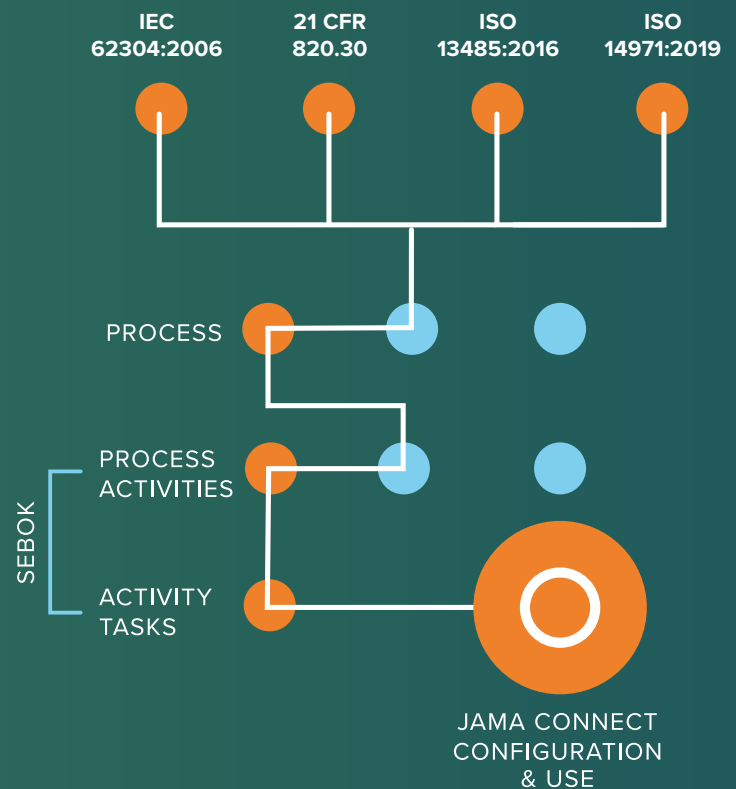 IEC
62304:2006
21 CFR
820.30
ISO
13485:2016
ISO
14971:2019
PROCESS
PROCESS
ACTIVITIES
SEBOK
ACTIVITY
TASKS
JAMA CONNECT
CONFIGURATION
& USE